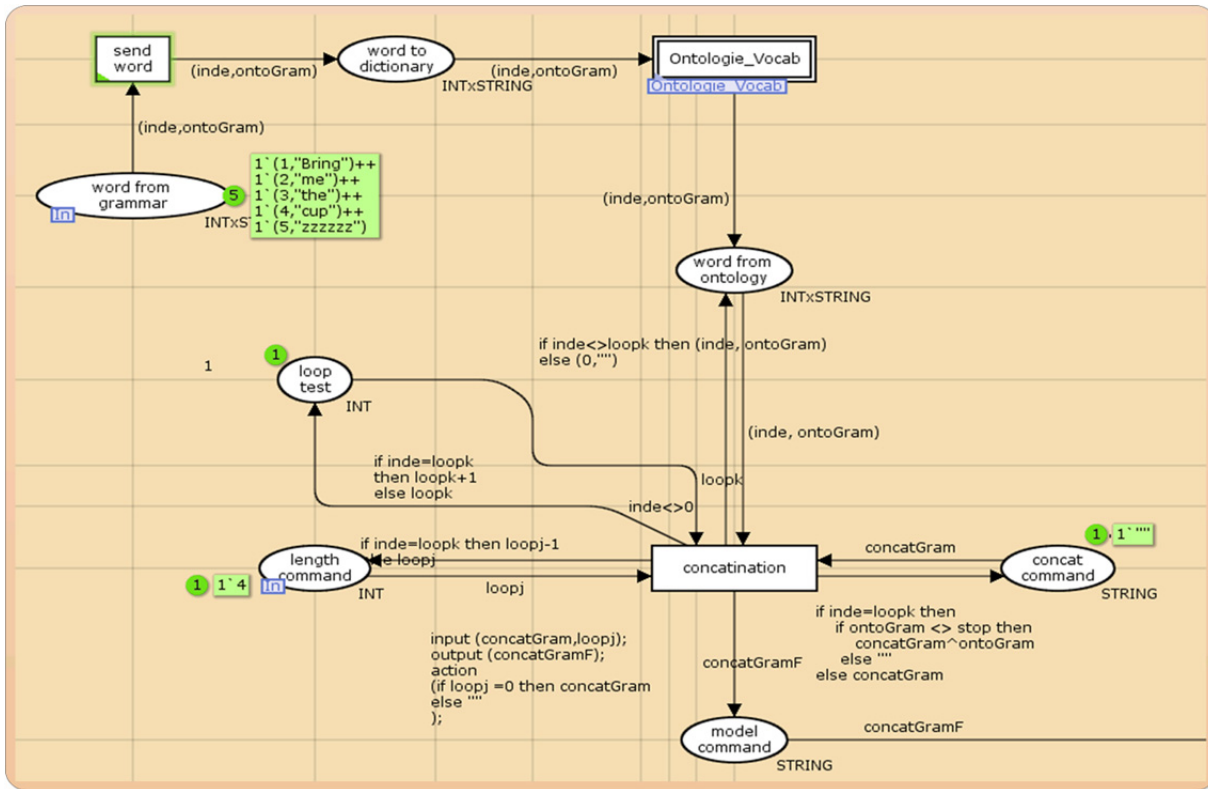 send
word
(inde,ontoGram)
word to
dictionary
INTxSTRING
(inde,ontoGram)
Ontologie_Vocab
Ontologie_Vocab
(inde,ontoGram)
word from
grammar
In
5
1`(1,"Bring")++
1`(2,"me")++
1`(3,"the")++
1`(4,"cup")++
1`(5,"zzzzzz")
(inde,ontoGram)
word from
ontology
INTxSTRING
if inde<>loopk then (inde, ontoGram)
else (0,"")
1
1
loop
test
INT
(inde, ontoGram)
if inde=loopk
then loopk+1
else loopk
loopk
inde<>0
if inde=loopk then loopj-1
else loopj
length
command
1
1`4
In
INT
loopj
concatination
concatGram
1
1`""
concat
command
STRING
if inde=loopk then
if ontoGram <> stop then
concatGram^ontoGram
else ""
else concatGram
input (concatGram,loopj);
output (concatGramF);
action
(if loopj =0 then concatGram
else ""
);
concatGramF
model
command
STRING
concatGramF